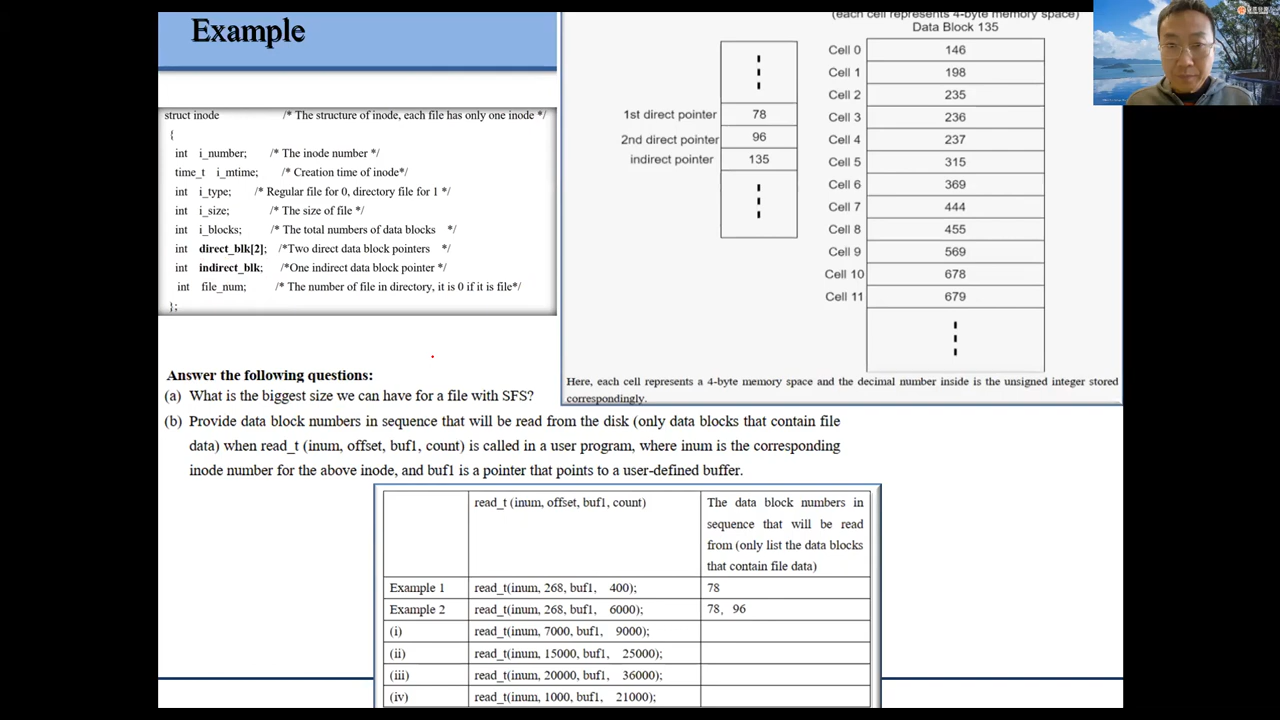 Example
struct inode /* The structure of inode, each file has only one inode */
{
int i_number; /* The inode number */
time_t i_mtime; /* Creation time of inode*/
int i_type; /* Regular file for 0, directory file for 1 */
int i_size; /* The size of file */
int i_blocks; /* The total numbers of data blocks */
int direct_blk[2]; /*Two direct data block pointers */
int indirect_blk; /*One indirect data block pointer */
int file_num; /* The number of file in directory, it is 0 if it is file*/
};
(each cell represents 4-byte memory space)
Data Block 135
1st direct pointer 78
2nd direct pointer 96
indirect pointer 135
Cell 0 146
Cell 1 198
Cell 2 235
Cell 3 236
Cell 4 237
Cell 5 315
Cell 6 369
Cell 7 444
Cell 8 455
Cell 9 569
Cell 10 678
Cell 11 679
Here, each cell represents a 4-byte memory space and the decimal number inside is the unsigned integer stored
correspondingly.
Answer the following questions:
(a) What is the biggest size we can have for a file with SFS?
(b) Provide data block numbers in sequence that will be read from the disk (only data blocks that contain file
data) when read_t (inum, offset, buf1, count) is called in a user program, where inum is the corresponding
inode number for the above inode, and buf1 is a pointer that points to a user-defined buffer.
read_t (inum, offset, buf1, count)
The data block numbers in
sequence that will be read
from (only list the data blocks
that contain file data)
Example 1 read_t(inum, 268, buf1, 400); 78
Example 2 read_t(inum, 268, buf1, 6000); 78, 96
(i) read_t(inum, 7000, buf1, 9000);
(ii) read_t(inum, 15000, buf1, 25000);
(iii) read_t(inum, 20000, buf1, 36000);
(iv) read_t(inum, 1000, buf1, 21000);